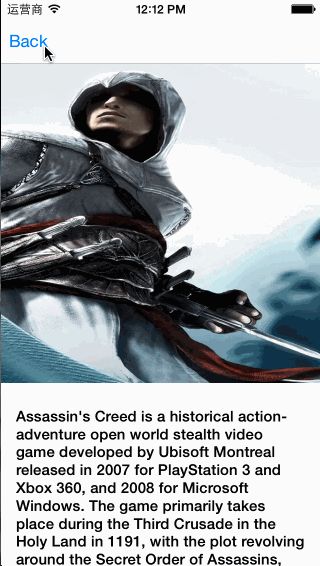 运营商 12:12 PM
Back
Assassin's Creed is a historical action-
adventure open world stealth video
game developed by Ubisoft Montreal
released in 2007 for PlayStation 3 and
Xbox 360, and 2008 for Microsoft
Windows. The game primarily takes
place during the Third Crusade in the
Holy Land in 1191, with the plot revolving
around the Secret Order of Assassins,